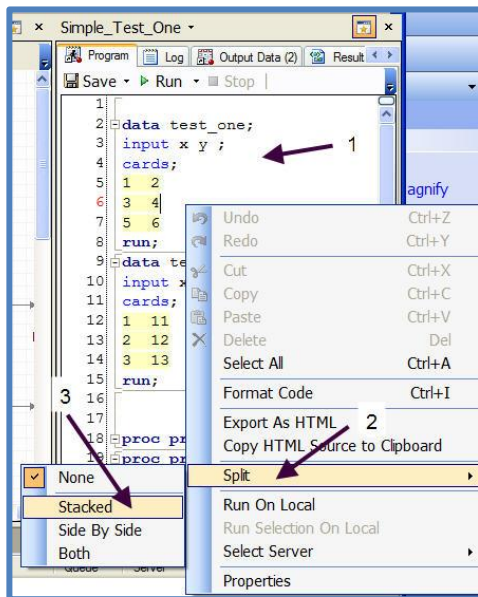 Simple_Test_One
Program Log Output Data (2) Result
Save Run Stop
1
2 data test_one;
3 input x y ;
4 cards;
5 1 2
6 3 4
7 5 6
8 run;
9 data te
10 input x
11 cards;
12 1 11
13 2 12
14 3 13
15 run;
16
17
18 proc pr
19 proc pr
1
agnify
Undo Ctrl+Z
Redo Ctrl+Y
Cut Ctrl+X
Copy Ctrl+C
Paste Ctrl+V
Delete Del
Select All Ctrl+A
Format Code Ctrl+I
Export As HTML
Copy HTML Source to Clipboard
2
Split
Run On Local
Run Selection On Local
Select Server
Properties
3
None
Stacked
Side By Side
Both
Queue Server